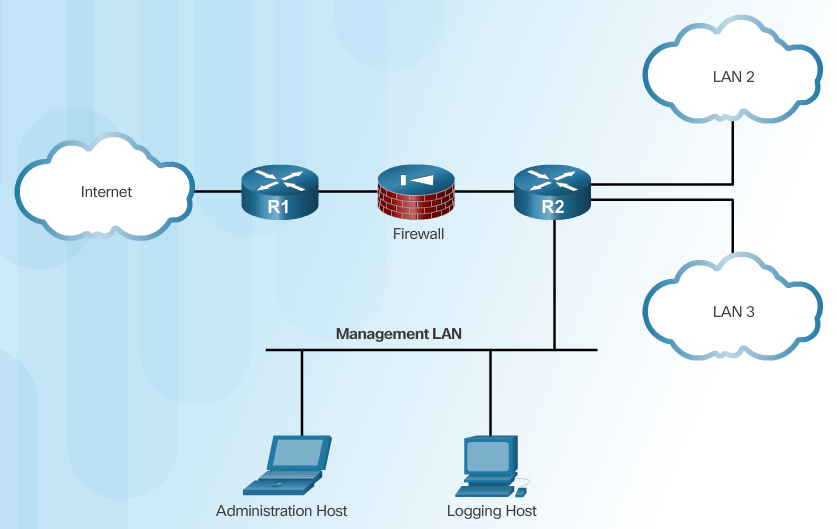 LAN 2
Internet
R1
R2
Firewall
LAN 3
Management LAN
Administration Host
Logging Host